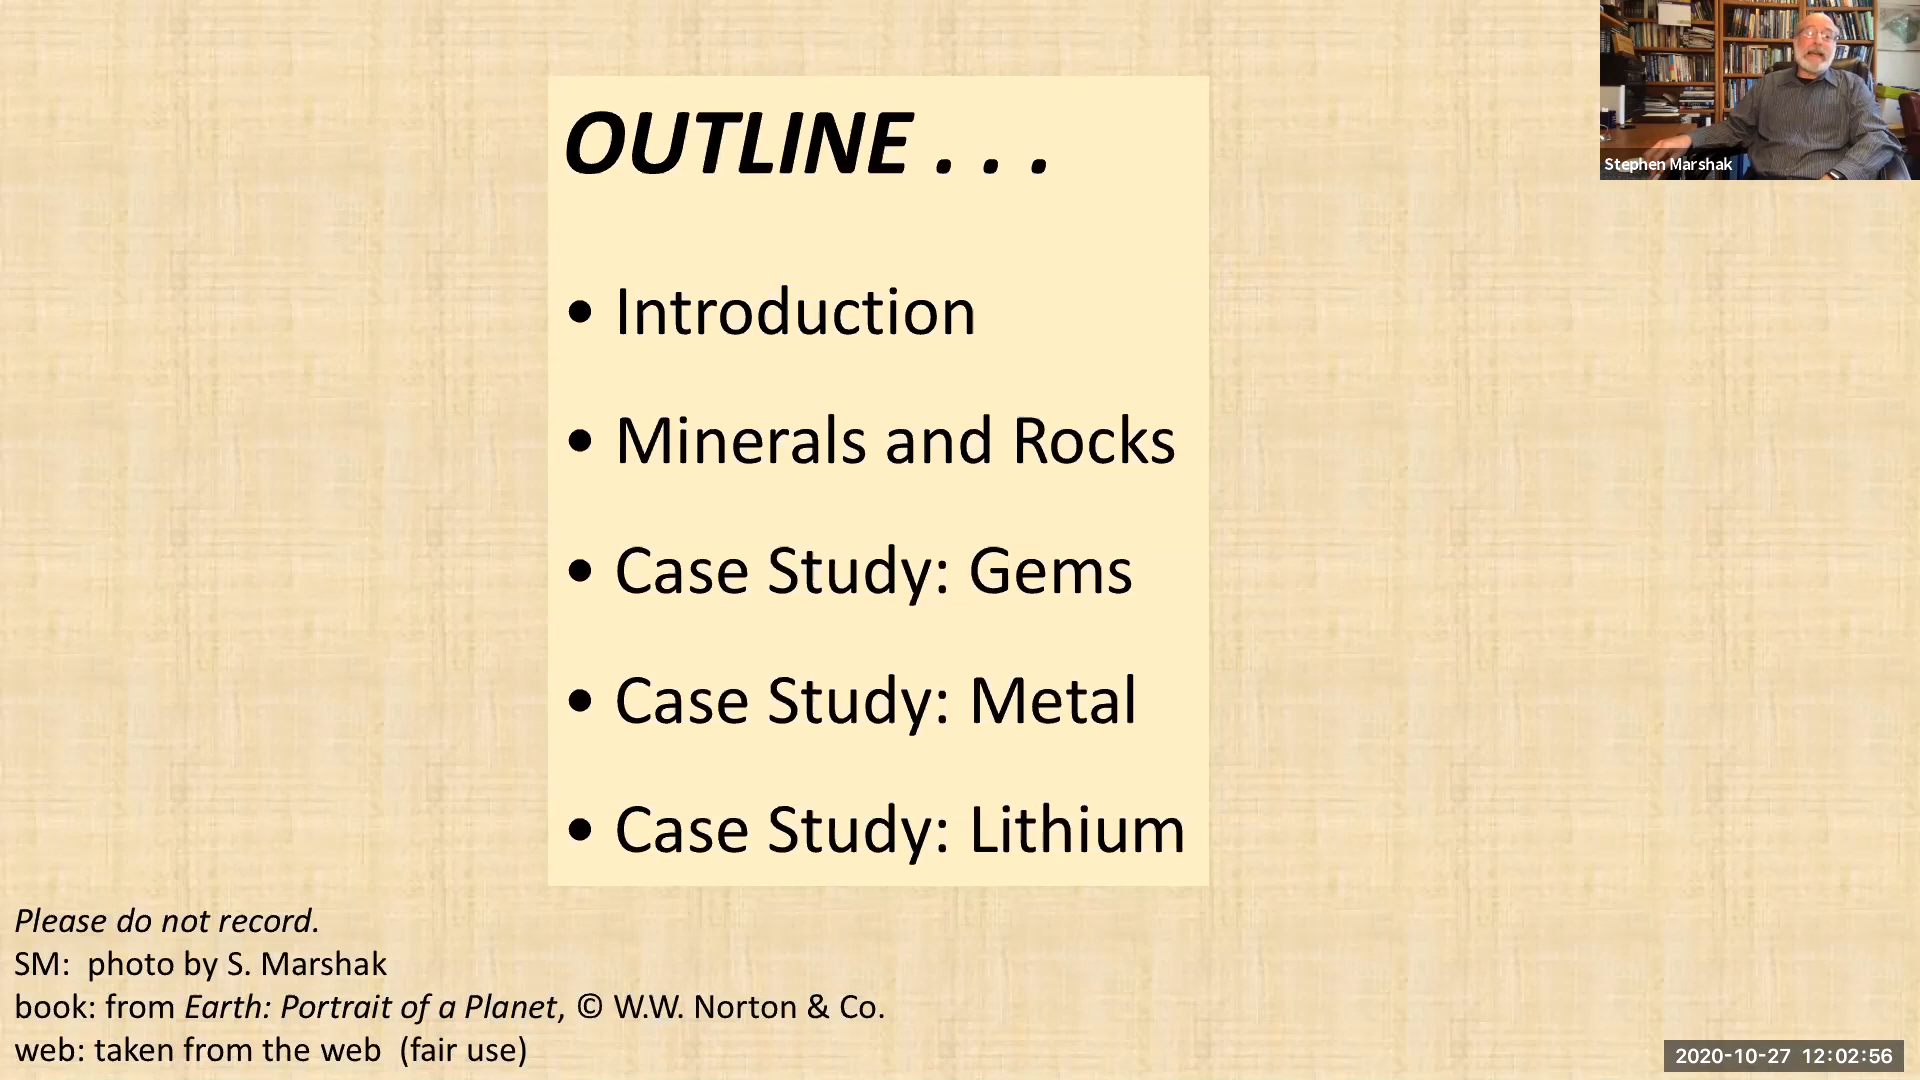 OUTLINE . . .
• Introduction
• Minerals and Rocks
• Case Study: Gems
• Case Study: Metal
• Case Study: Lithium
Please do not record.
SM:  photo by S. Marshak
book: from Earth: Portrait of a Planet, © W.W. Norton & Co.
web: taken from the web  (fair use)
Stephen Marshak
2020-10-27  12:02:56